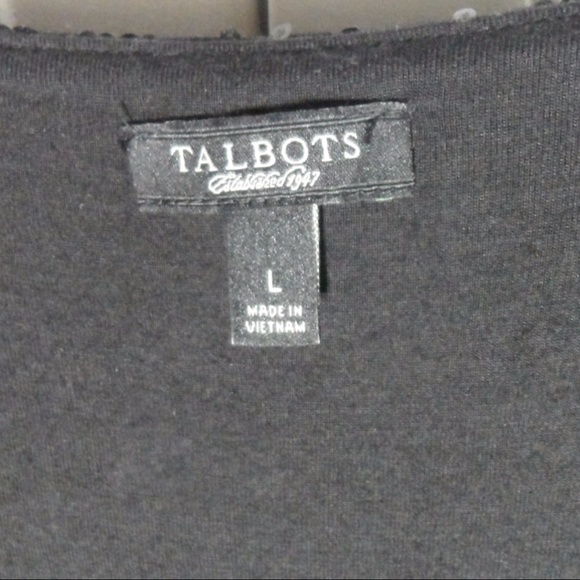 TALBOTS
Established 1947
L
MADE IN
VIETNAM